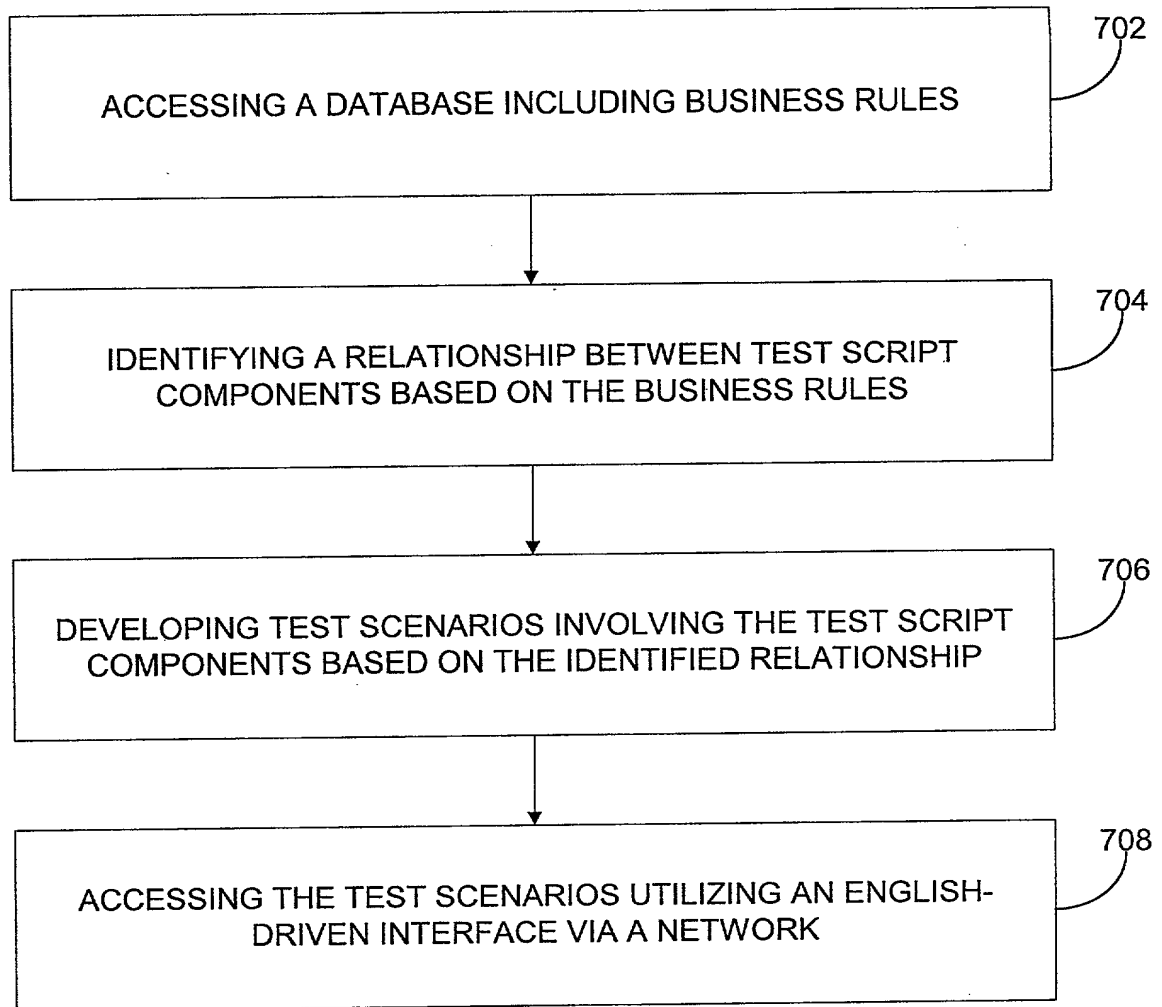 702
ACCESSING A DATABASE INCLUDING BUSINESS RULES
704
IDENTIFYING A RELATIONSHIP BETWEEN TEST SCRIPT
COMPONENTS BASED ON THE BUSINESS RULES
706
DEVELOPING TEST SCENARIOS INVOLVING THE TEST SCRIPT
COMPONENTS BASED ON THE IDENTIFIED RELATIONSHIP
708
ACCESSING THE TEST SCENARIOS UTILIZING AN ENGLISH-
DRIVEN INTERFACE VIA A NETWORK